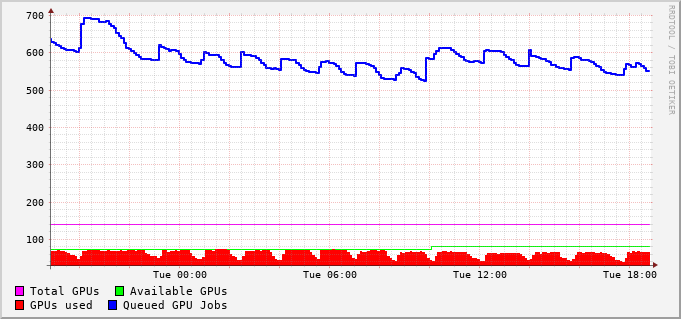 700
600
500
400
300
200
100
Tue 00:00 Tue 06:00 Tue 12:00 Tue 18:00
Total GPUs Available GPUs
GPUs used Queued GPU Jobs
RRDTOOL / TOBI OETIKER